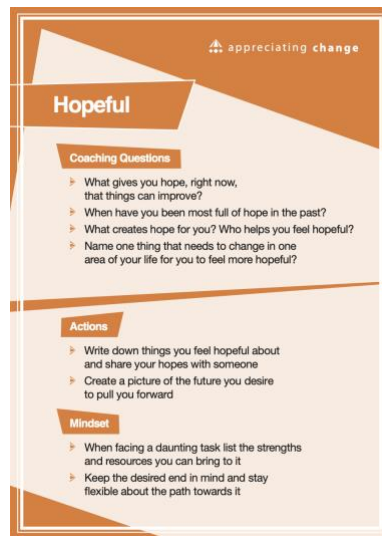 appreciating change
Hopeful
Coaching Questions
What gives you hope, right now,
that things can improve?
When have you been most full of hope in the past?
What creates hope for you? Who helps you feel hopeful?
Name one thing that needs to change in one
area of your life for you to feel more hopeful?
Actions
Write down things you feel hopeful about
and share your hopes with someone
Create a picture of the future you desire
to pull you forward
Mindset
When facing a daunting task list the strengths
and resources you can bring to it
Keep the desired end in mind and stay
flexible about the path towards it